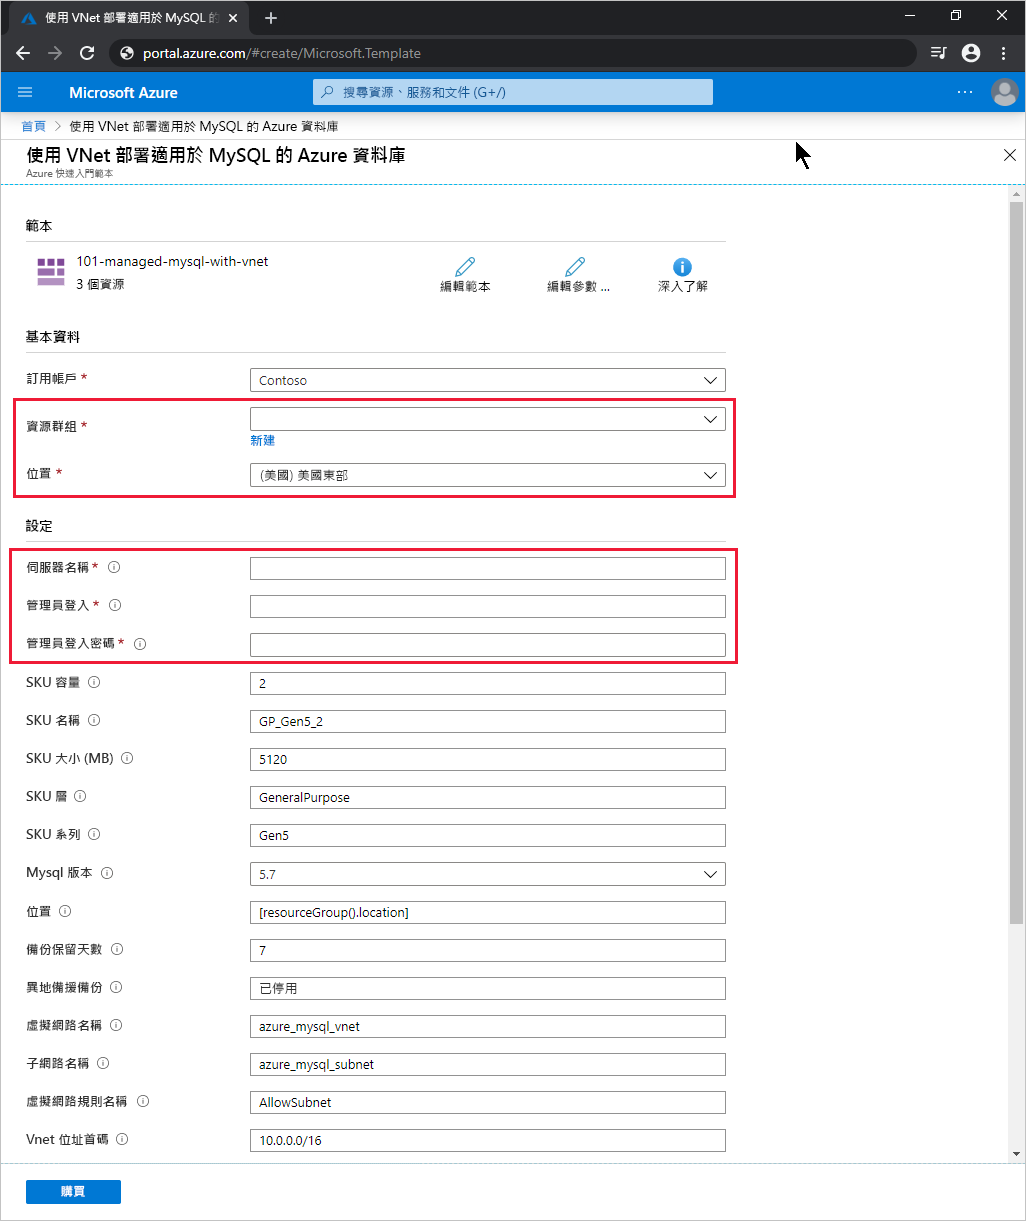 使用 VNet 部署適用於 MySQL 的
portal.azure.com/#create/Microsoft.Template
Microsoft Azure
搜尋資源、服務和文件 (G+/)
首頁 > 使用 VNet 部署適用於 MySQL 的 Azure 資料庫
使用 VNet 部署適用於 MySQL 的 Azure 資料庫
Azure 快速入門範本
範本
101-managed-mysql-with-vnet
3 個資源
編輯範本
編輯參數 ...
深入了解
基本資料
訂用帳戶 *
Contoso
資源群組 *
新建
位置 *
(美國) 美國東部
設定
伺服器名稱 *
管理員登入 *
管理員登入密碼 *
SKU 容量
2
SKU 名稱
GP_Gen5_2
SKU 大小 (MB)
5120
SKU 層
GeneralPurpose
SKU 系列
Gen5
Mysql 版本
5.7
位置
[resourceGroup().location]
備份保留天數
7
異地備援備份
已停用
虛擬網路名稱
azure_mysql_vnet
子網路名稱
azure_mysql_subnet
虛擬網路規則名稱
AllowSubnet
Vnet 位址首碼
10.0.0.0/16
購買